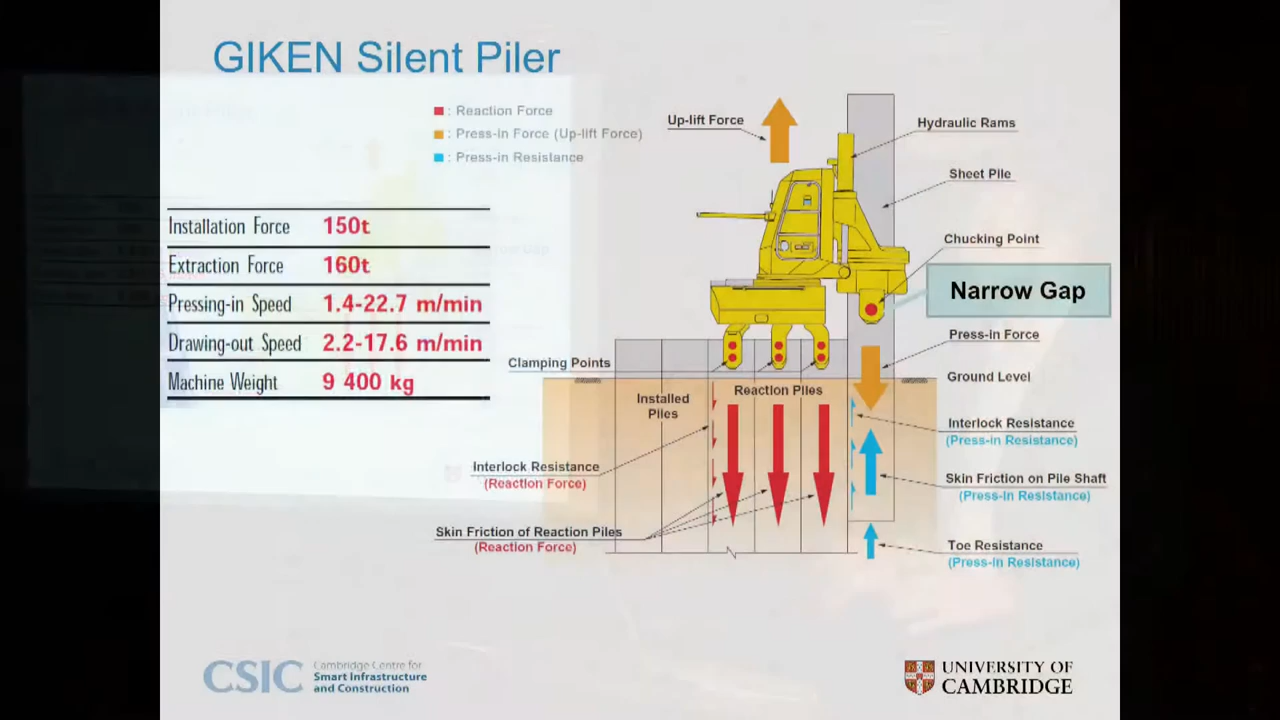 GIKEN Silent Piler
: Reaction Force
: Press-in Force (Up-lift Force)
: Press-in Resistance
Installation Force 150t
Extraction Force 160t
Pressing-in Speed 1.4-22.7 m/min
Drawing-out Speed 2.2-17.6 m/min
Machine Weight 9 400 kg
Up-lift Force
Hydraulic Rams
Sheet Pile
Chucking Point
Narrow Gap
Press-in Force
Clamping Points
Ground Level
Reaction Piles
Installed
Piles
Interlock Resistance
(Press-in Resistance)
Interlock Resistance
(Reaction Force)
Skin Friction on Pile Shaft
(Press-in Resistance)
Skin Friction of Reaction Piles
(Reaction Force)
Toe Resistance
(Press-in Resistance)
CSIC
Cambridge Centre for
Smart Infrastructure
and Construction
UNIVERSITY OF
CAMBRIDGE